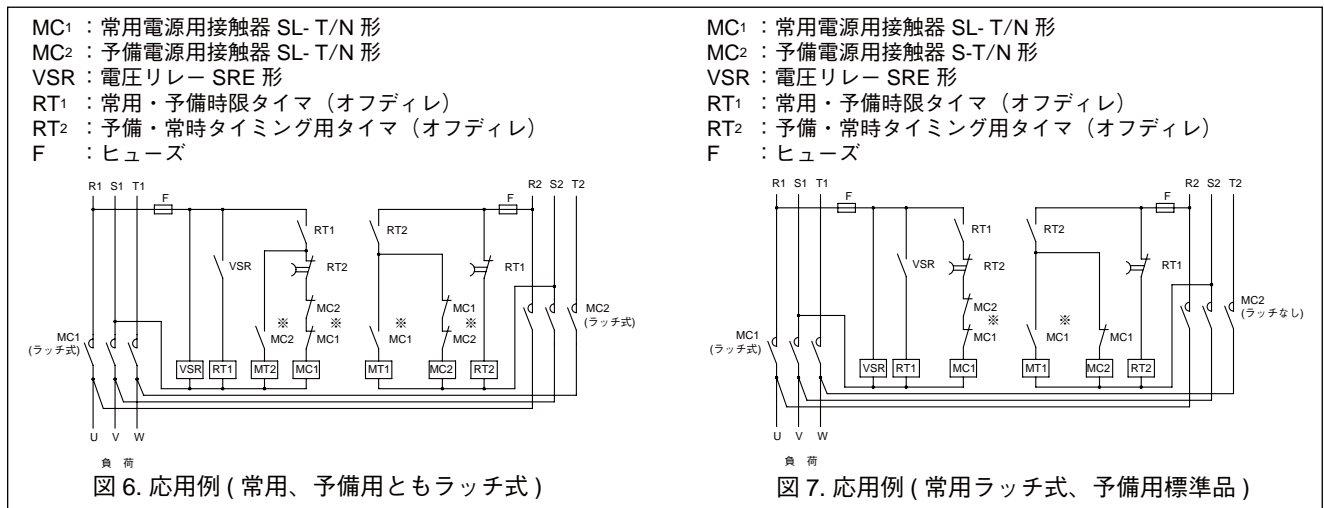 MC1：常用電源用接触器 SL- T/N 形
MC2：予備電源用接触器 SL- T/N 形
VSR：電圧リレー SRE 形
RT1：常用・予備時限タイマ（オフディレ）
RT2：予備・常時タイミング用タイマ（オフディレ）
F：ヒューズ
R1 S1 T1
F
R2 S2 T2
F
RT1
RT2
VSR
RT2
RT1
MC2
※
MC2
※
MC1
※
MC1
MC1
※
MC2
MC1
(ラッチ式)
MC2
(ラッチ式)
VSR RT1 MT2 MC1 MT1 MC2 RT2
U V W
負 荷
図 6. 応用例 ( 常用、予備用ともラッチ式 )
MC1：常用電源用接触器 SL- T/N 形
MC2：予備電源用接触器 S-T/N 形
VSR：電圧リレー SRE 形
RT1：常用・予備時限タイマ（オフディレ）
RT2：予備・常時タイミング用タイマ（オフディレ）
F：ヒューズ
R1 S1 T1
F
R2 S2 T2
F
RT1
RT2
VSR
RT2
RT1
MC2
※
MC1
※
MC1
MC1
MC1
(ラッチ式)
MC2
(ラッチなし)
VSR RT1 MC1 MT1 MC2 RT2
U V W
負 荷
図 7. 応用例 ( 常用ラッチ式、予備用標準品 )